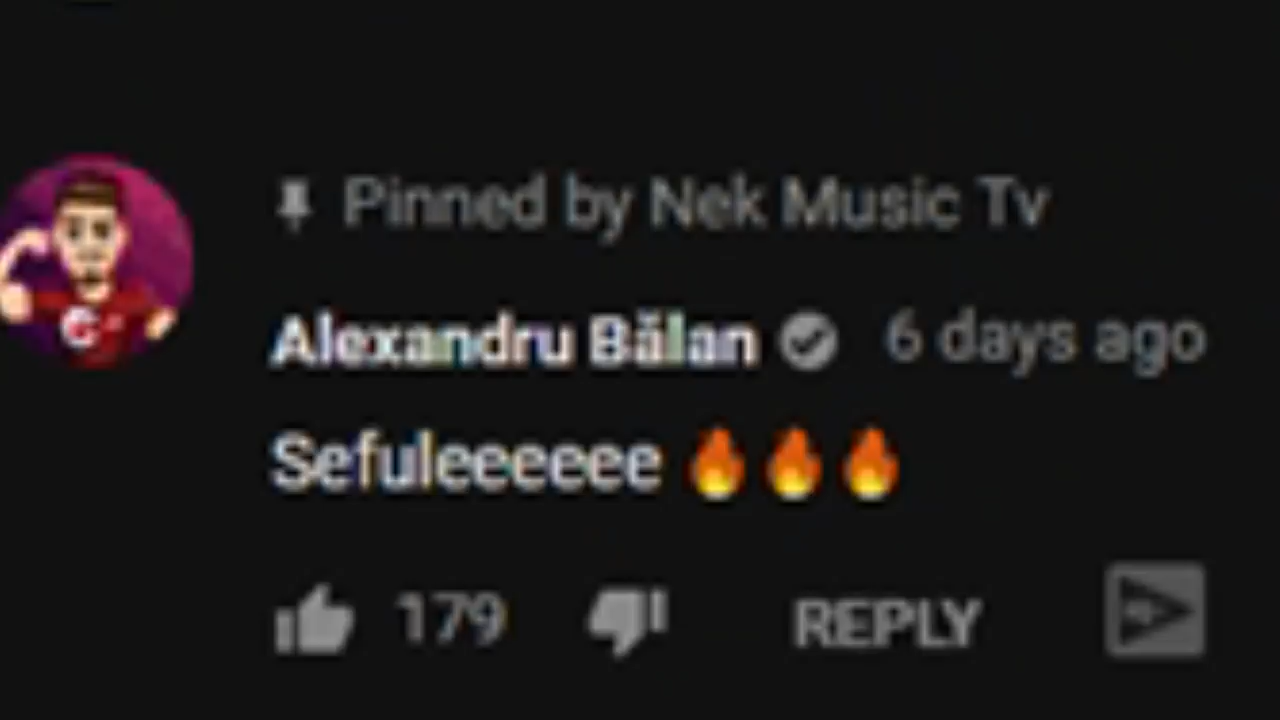 Pinned by Nek Music Tv
Alexandru Bălan 6 days ago
Sefuleeeeee 🔥🔥🔥
179 REPLY